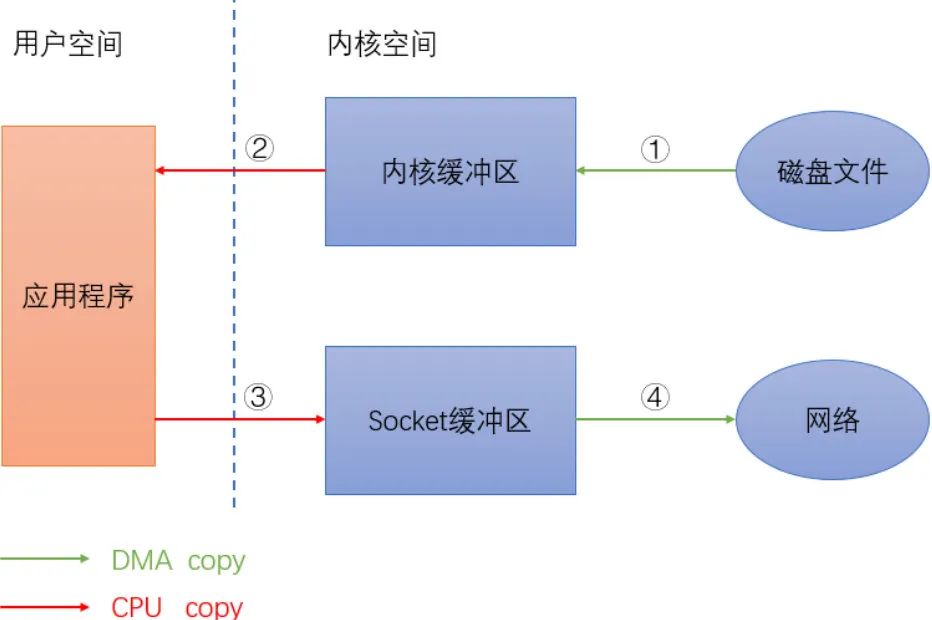 用户空间
内核空间
②
①
内核缓冲区
磁盘文件
应用程序
③
④
Socket缓冲区
网络
DMA copy
CPU copy